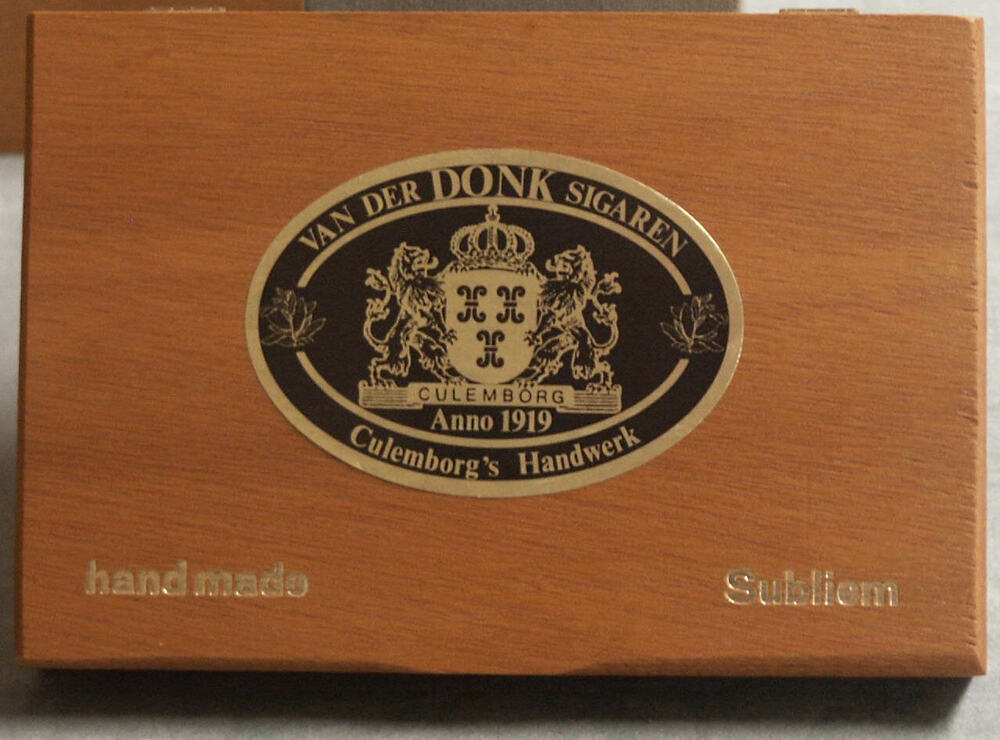 VAN DER DONK SIGAREN
CULEMBORG
Anno 1919
Culemborg's Handwerk
hand made
Subliem